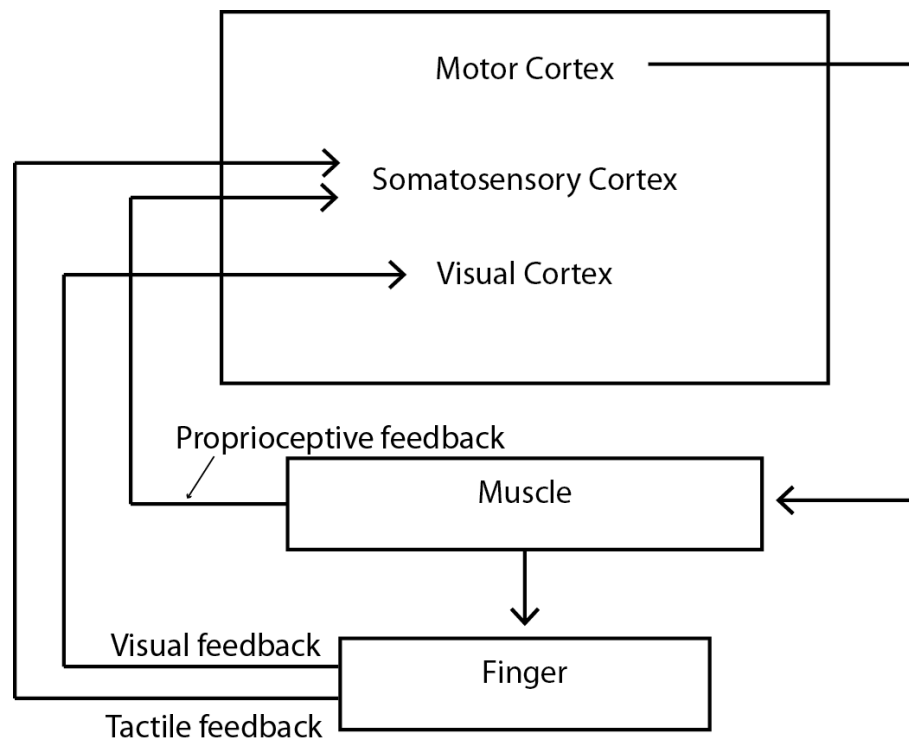 Motor Cortex
Somatosensory Cortex
Visual Cortex
Proprioceptive feedback
Muscle
Visual feedback
Finger
Tactile feedback